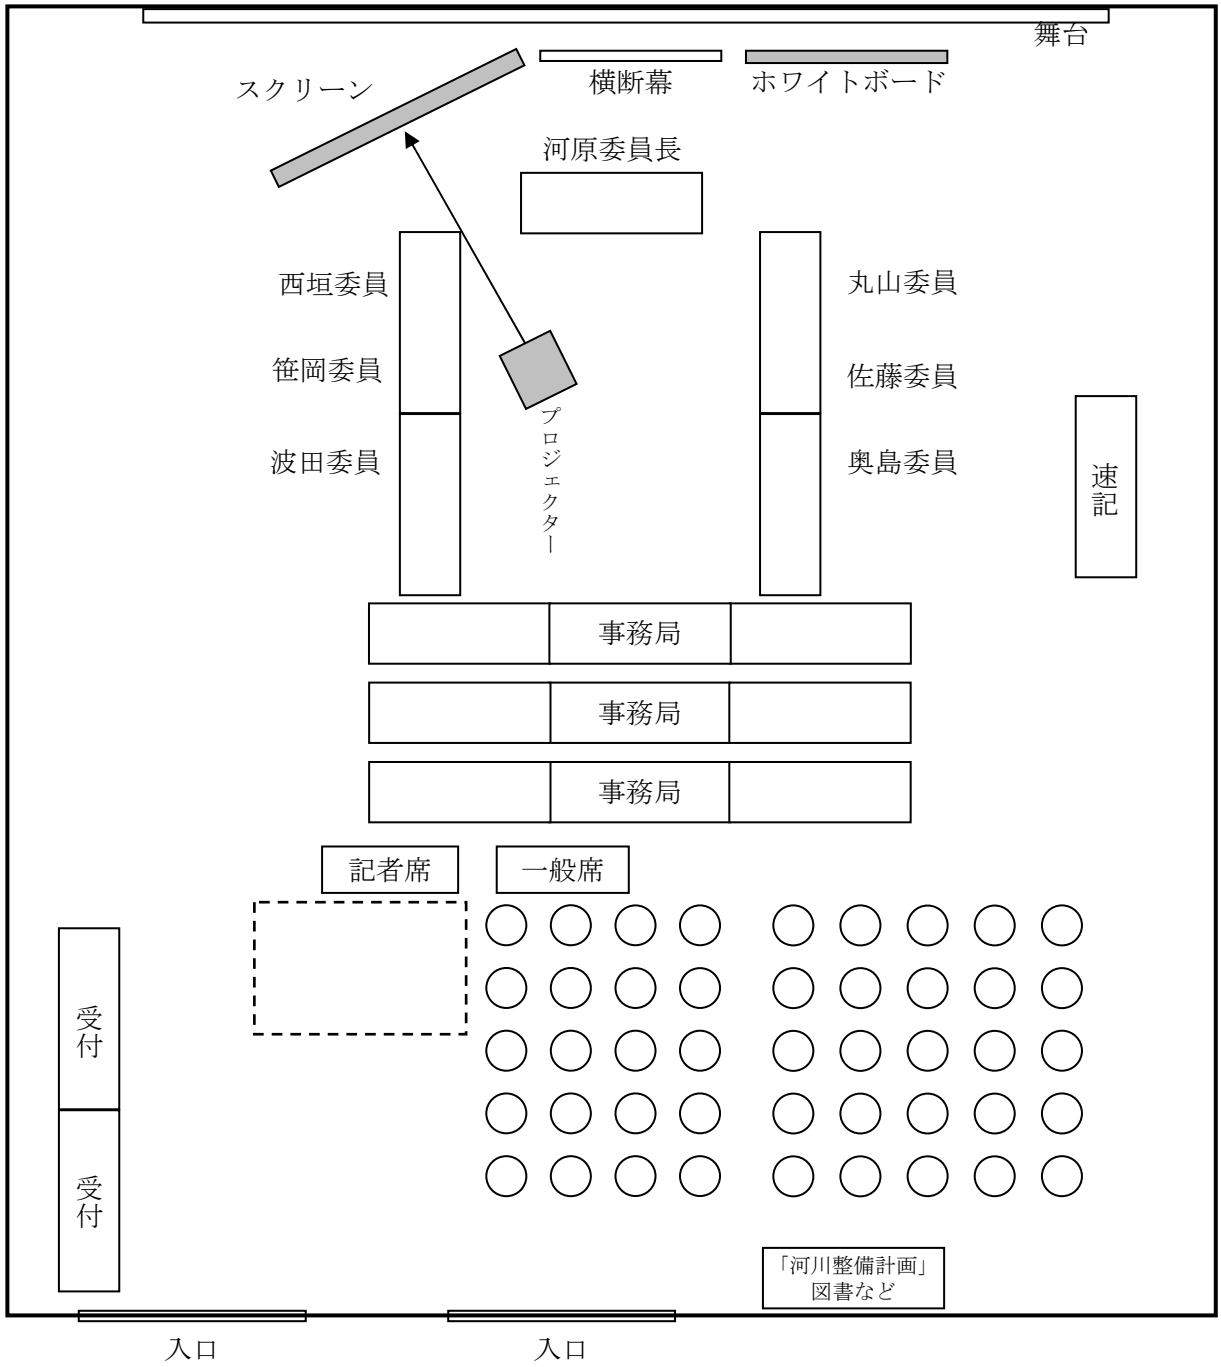 舞台
スクリーン
横断幕
ホワイトボード
河原委員長
西垣委員
丸山委員
笹岡委員
佐藤委員
プロジェクター
波田委員
奥島委員
速記
事務局
事務局
事務局
記者席
一般席
受付
受付
「河川整備計画」
図書など
入口
入口